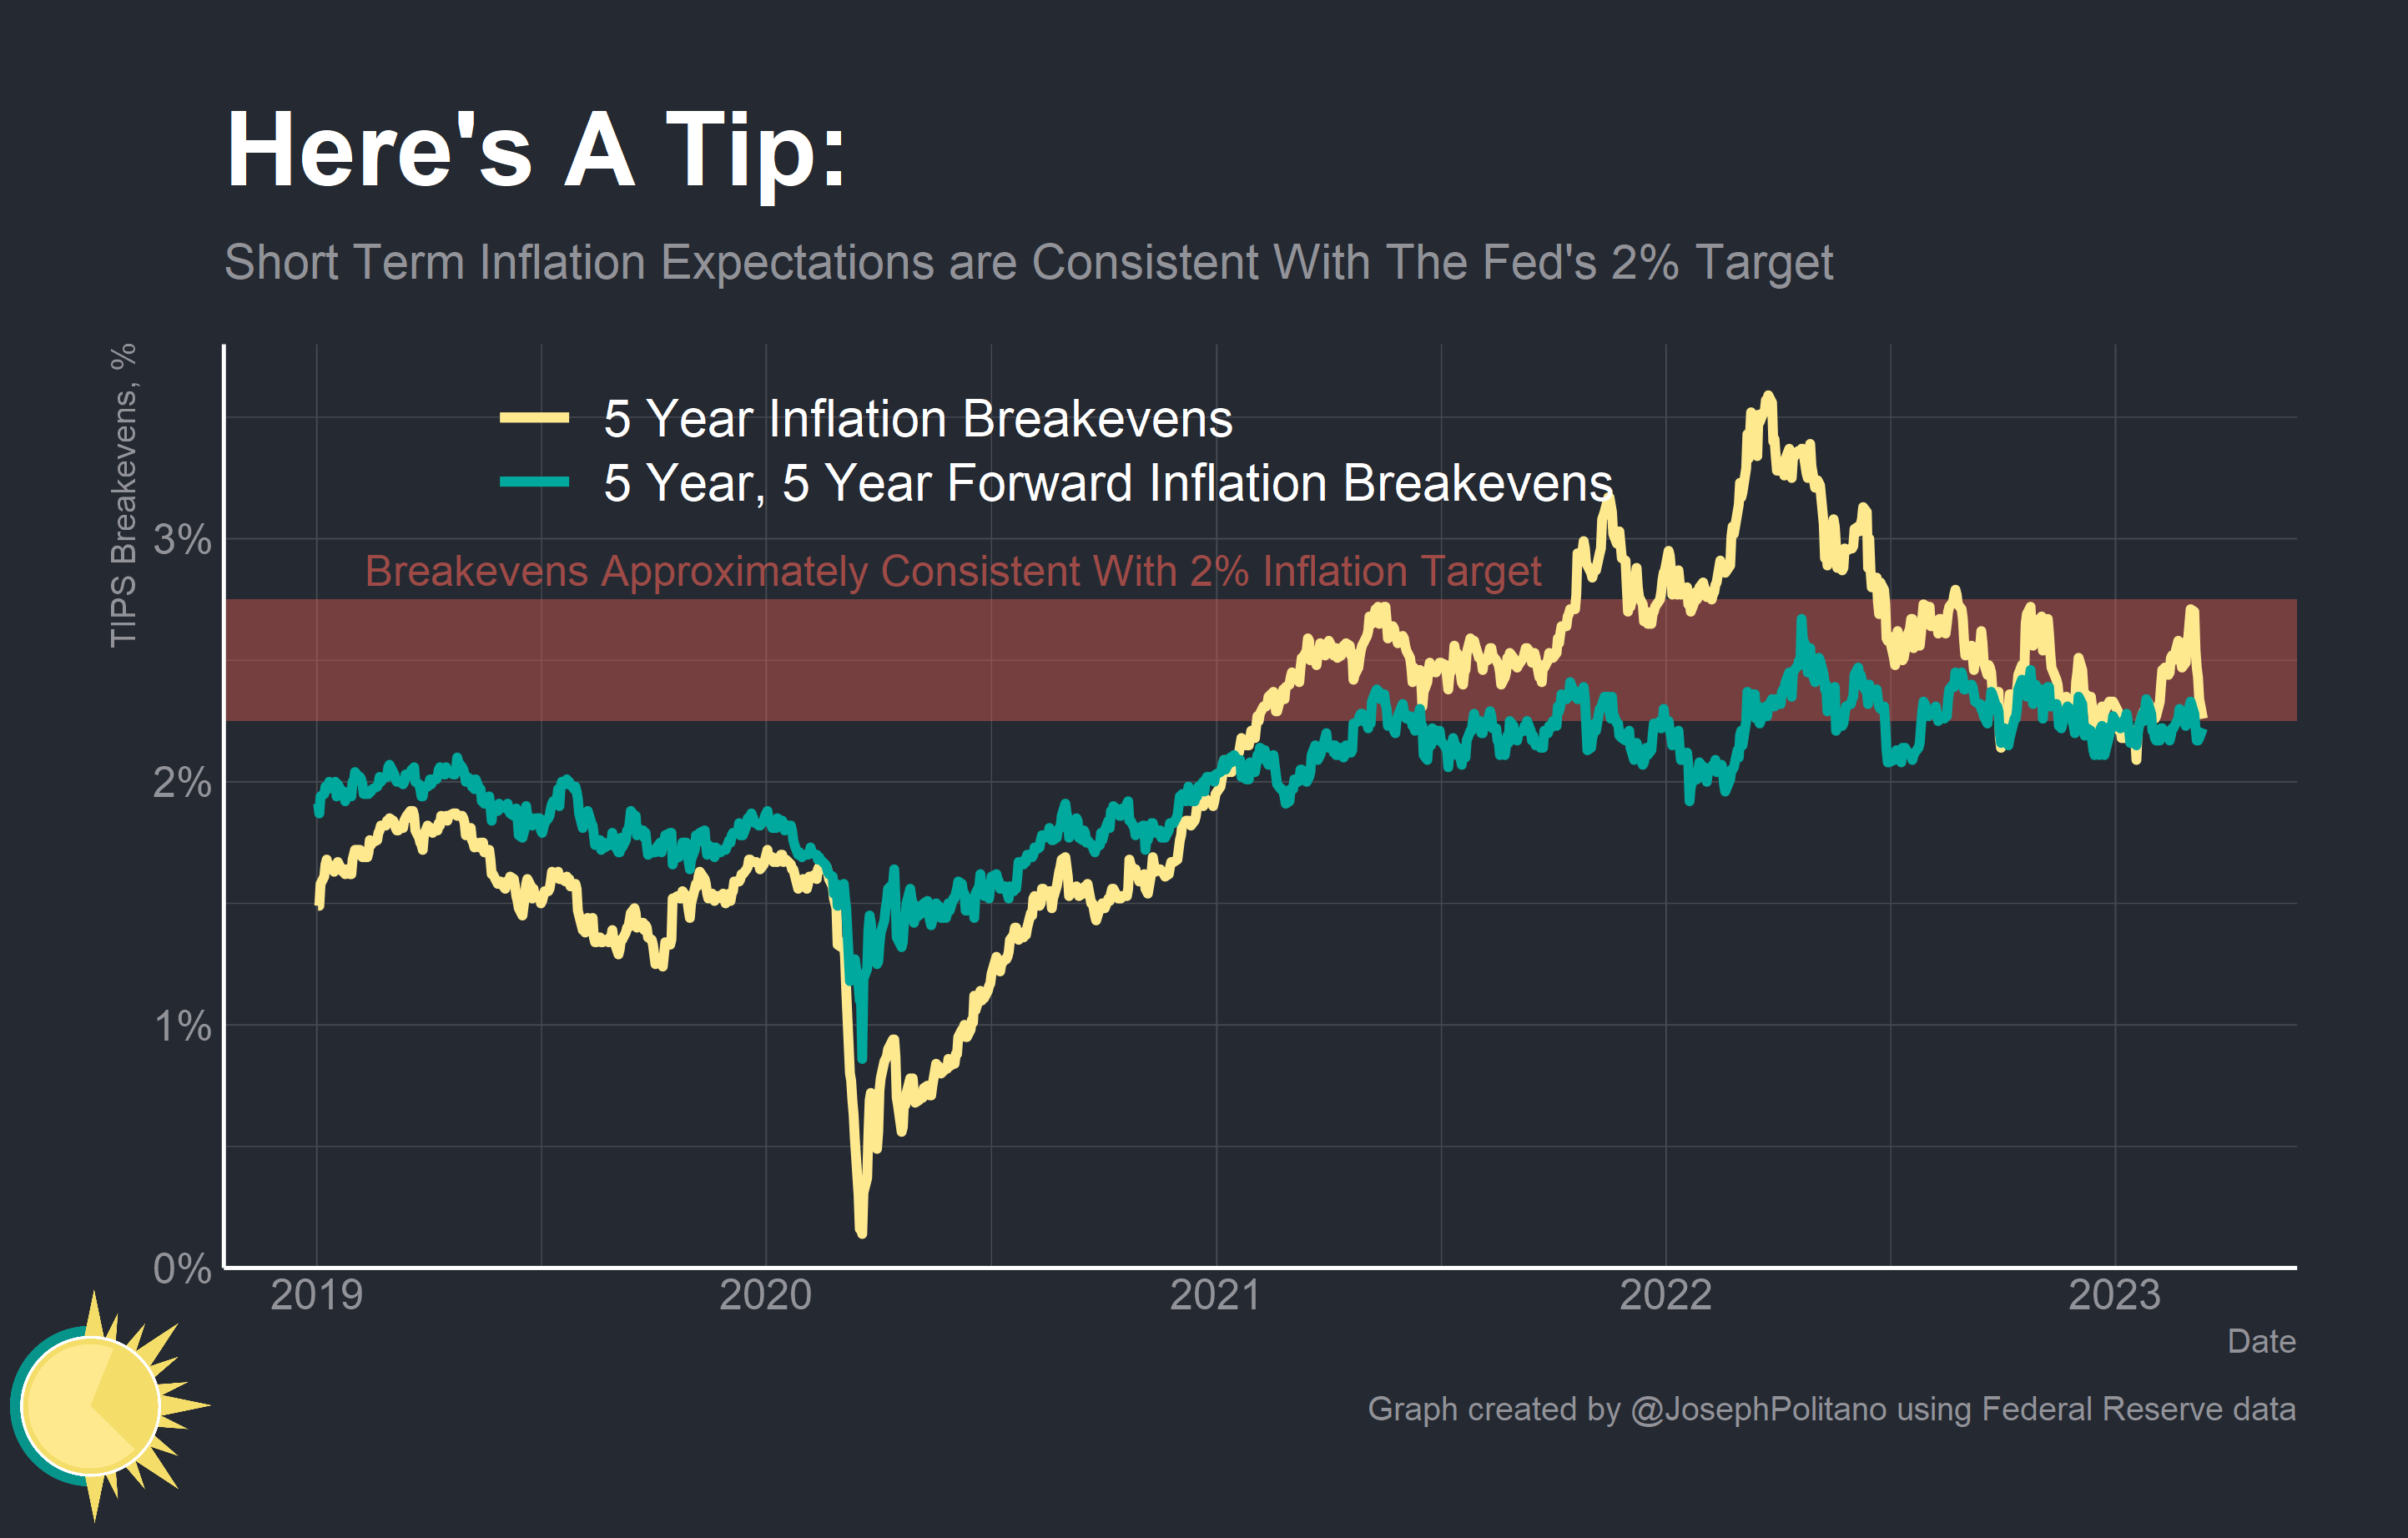 Here's A Tip:
Short Term Inflation Expectations are Consistent With The Fed's 2% Target
TIPS Breakevens, %
5 Year Inflation Breakevens
5 Year, 5 Year Forward Inflation Breakevens
3%
Breakevens Approximately Consistent With 2% Inflation Target
2%
1%
0%
2019 2020 2021 2022 2023
Date
Graph created by @JosephPolitano using Federal Reserve data